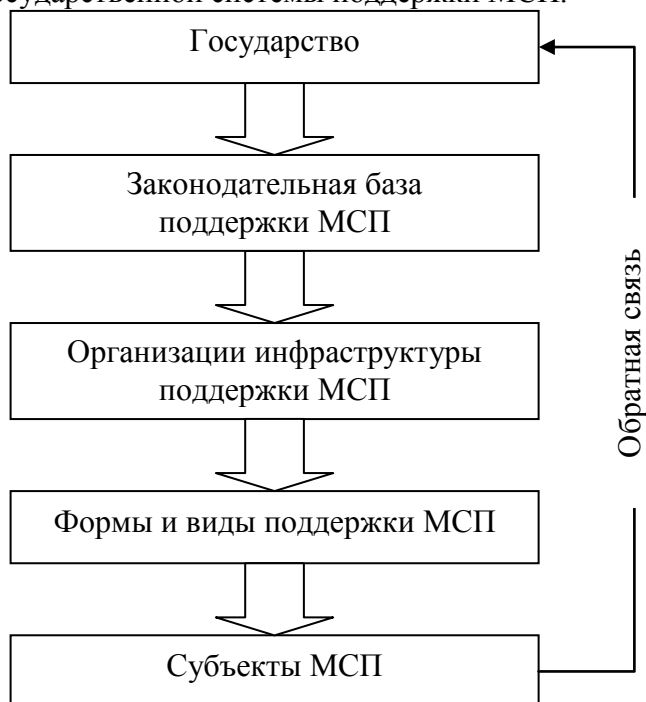 государственной системы поддержки МСП.
Государство
Законодательная база
поддержки МСП
Организации инфраструктуры
поддержки МСП
Формы и виды поддержки МСП
Субъекты МСП
Обратная связь